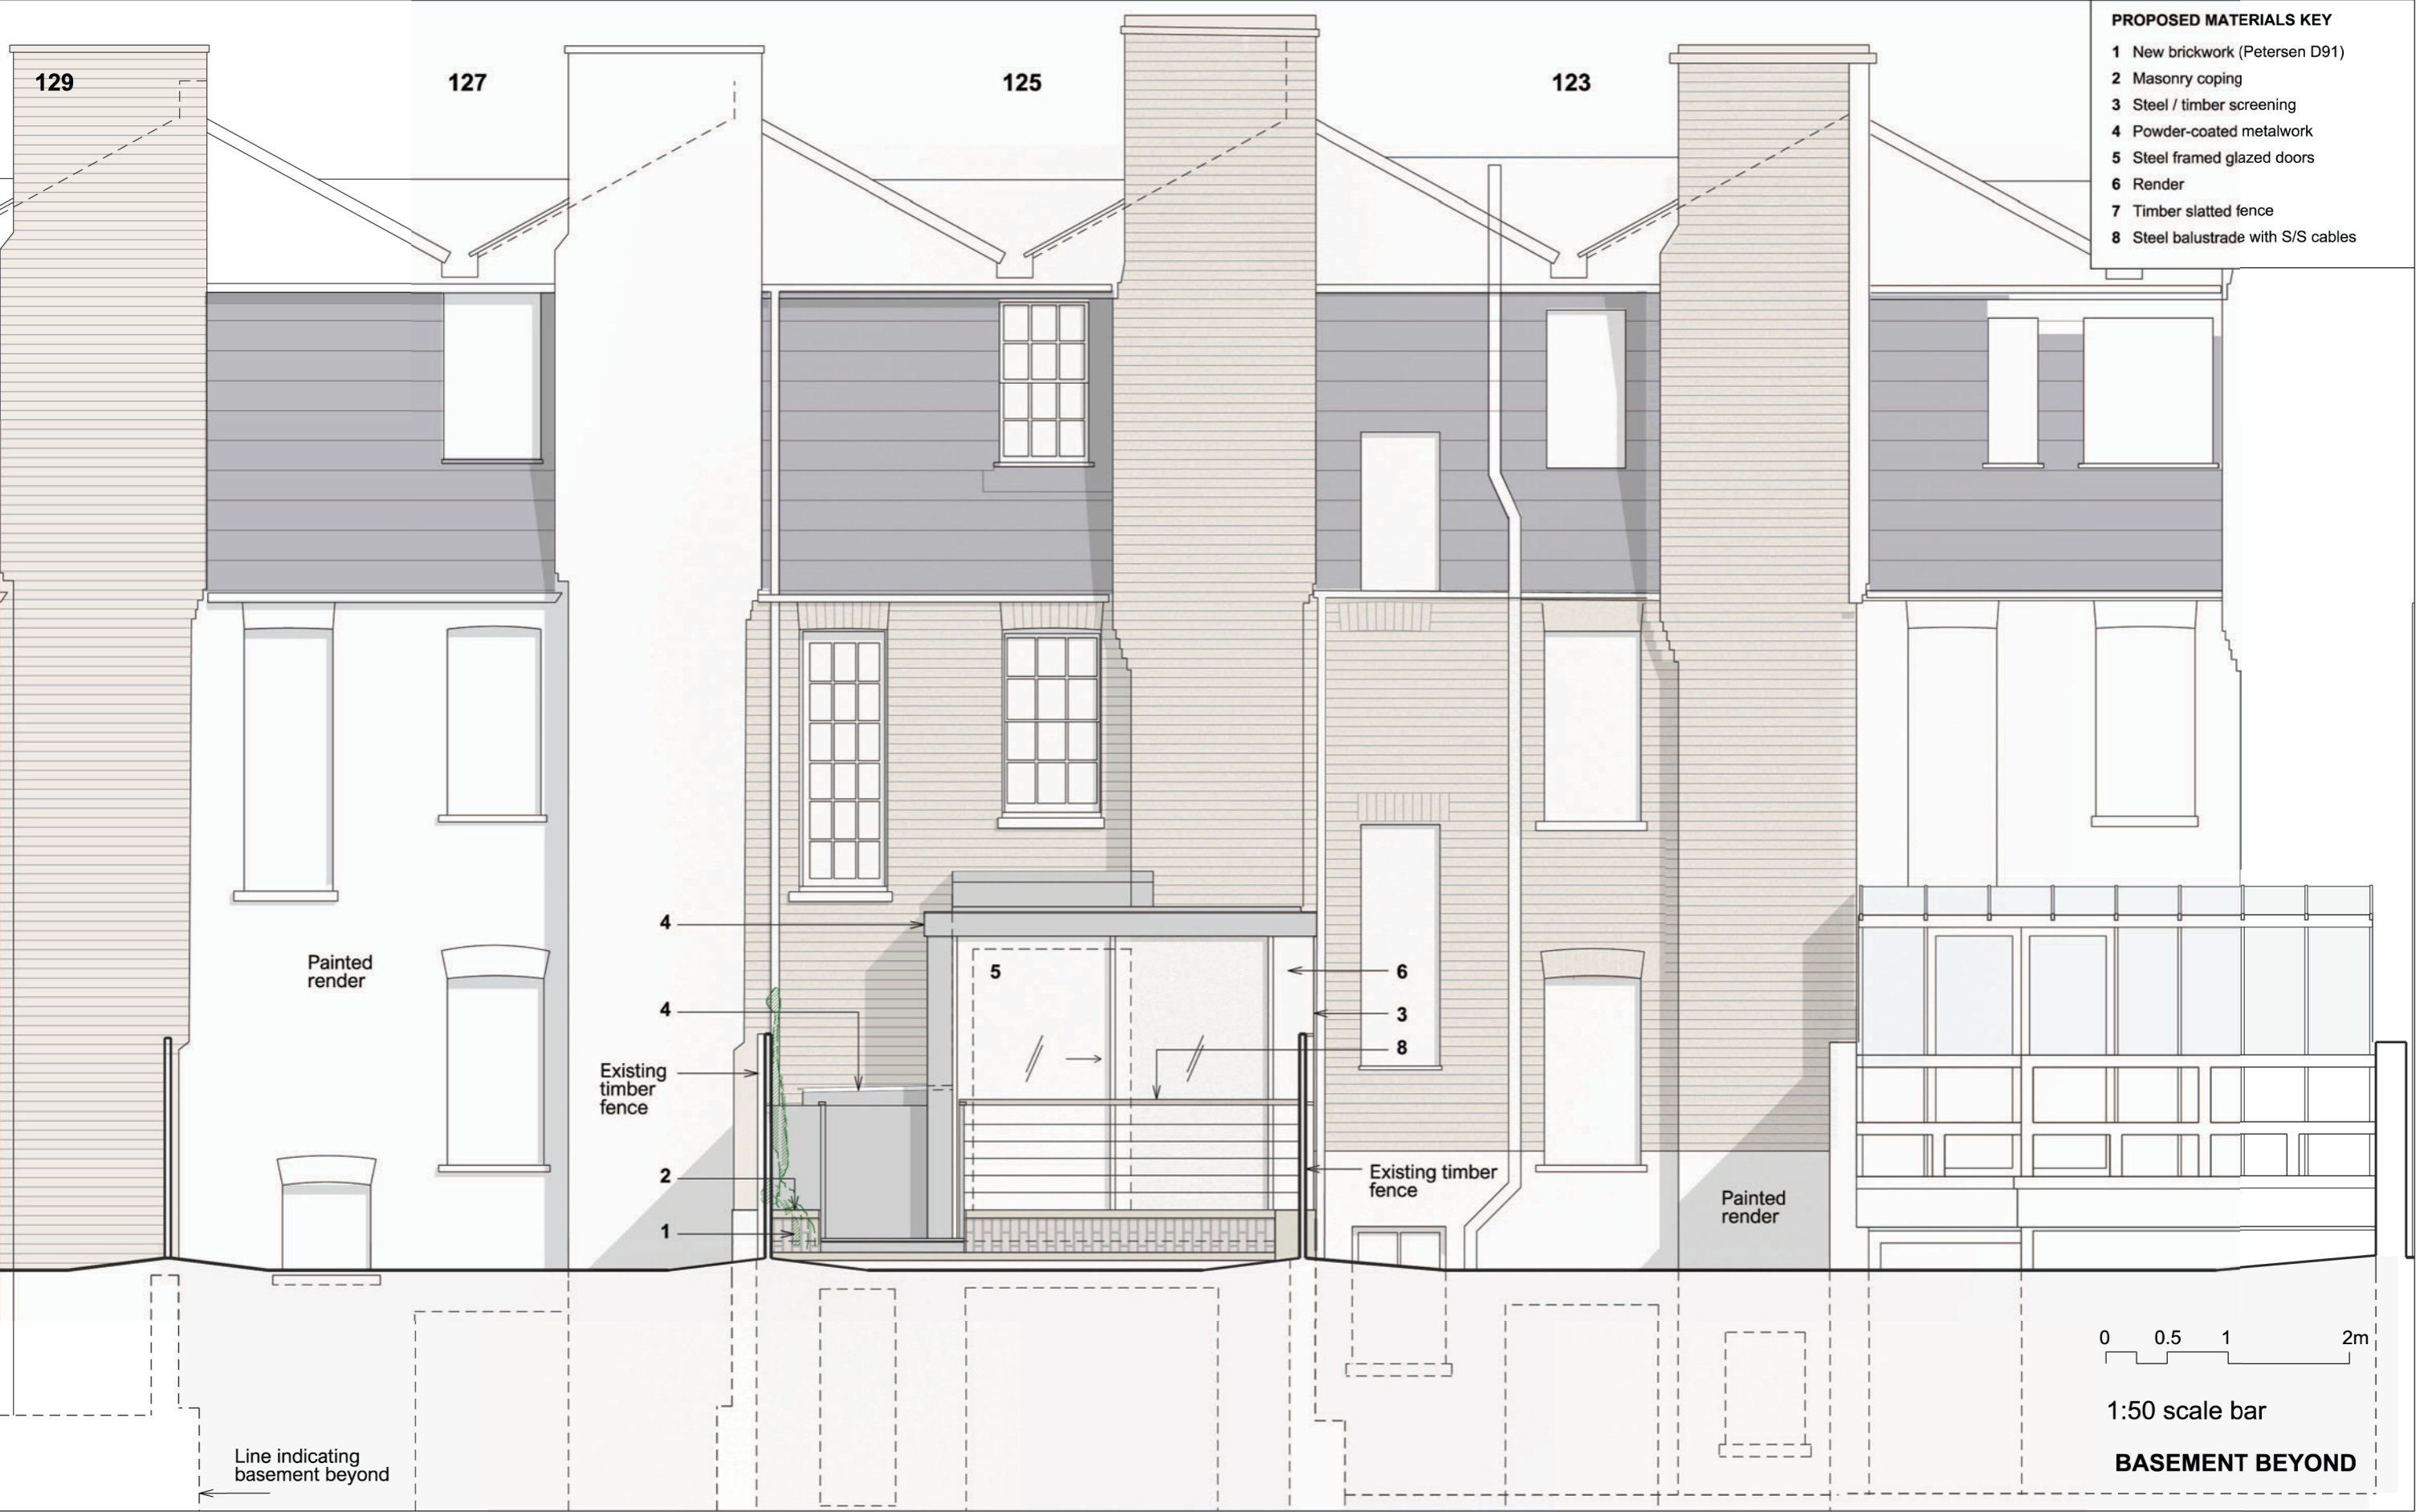 129
127
125
123
PROPOSED MATERIALS KEY
1 New brickwork (Petersen D91)
2 Masonry coping
3 Steel / timber screening
4 Powder-coated metalwork
5 Steel framed glazed doors
6 Render
7 Timber slatted fence
8 Steel balustrade with S/S cables
4
5
6
Painted
render
4
3
8
Existing
timber
fence
2
1
Existing timber
fence
Painted
render
0 0.5 1 2m
1:50 scale bar
Line indicating
basement beyond
BASEMENT BEYOND